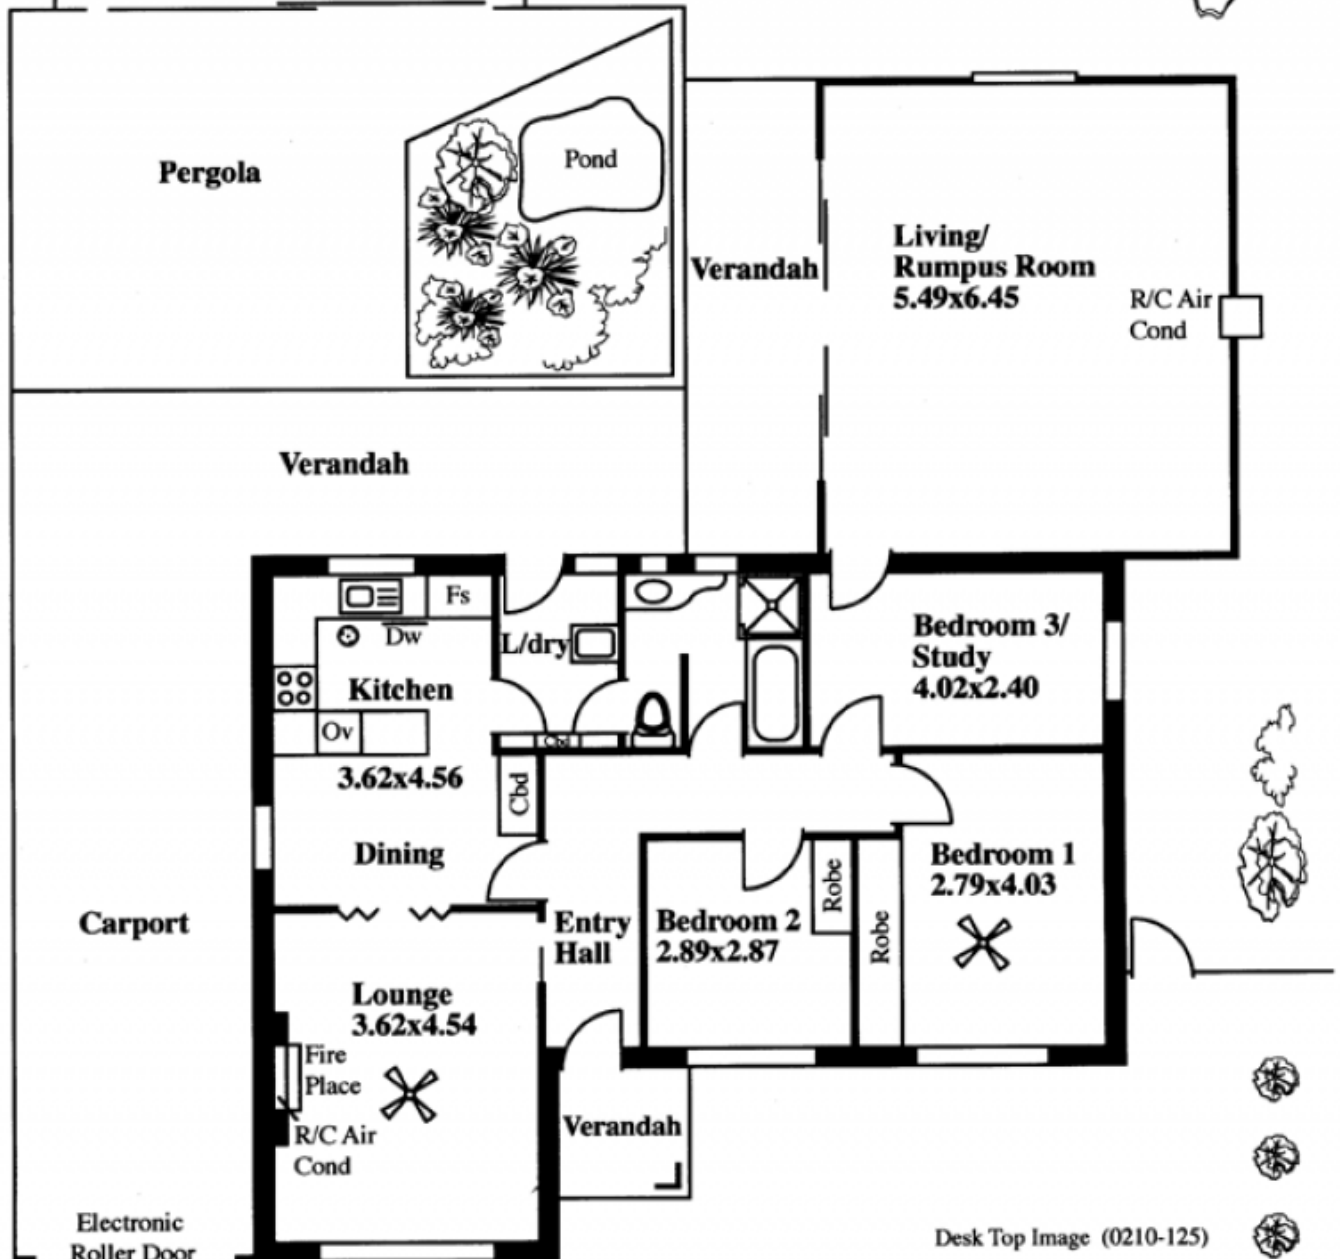 Pergola
Pond
Verandah
Living/
Rumpus Room
5.49x6.45
R/C Air
Cond
Verandah
Fs
Dw
L/dry
Kitchen
Ov
Cbd
3.62x4.56
Cbd
Dining
Bedroom 3/
Study
4.02x2.40
Carport
Entry
Hall
Bedroom 2
2.89x2.87
Robe
Robe
Bedroom 1
2.79x4.03
Lounge
3.62x4.54
Fire
Place
R/C Air
Cond
Verandah
Electronic
Roller Door
Desk Top Image (0210-125)